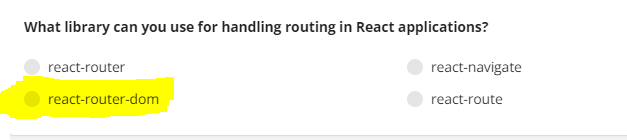 What library can you use for handling routing in React applications?
react-router
react-navigate
react-router-dom
react-route